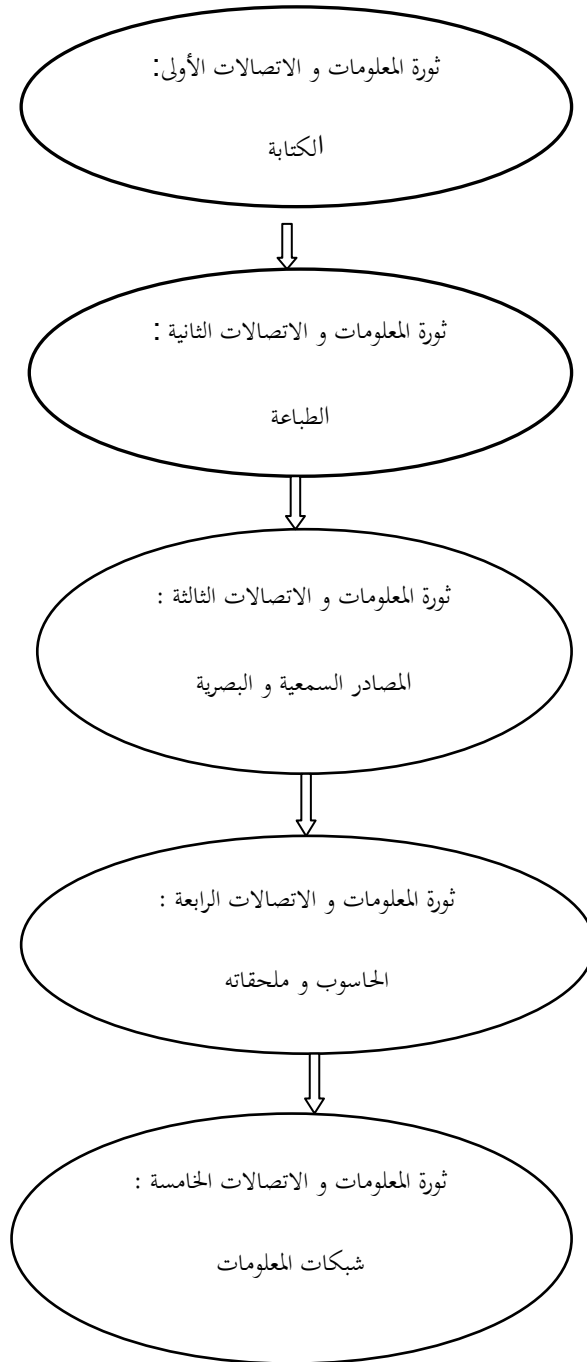 ثورة المعلومات و الاتصالات الأولى:
الكتابة
ثورة المعلومات و الاتصالات الثانية :
الطباعة
ثورة المعلومات و الاتصالات الثالثة :
المصادر السمعية و البصرية
ثورة المعلومات و الاتصالات الرابعة :
الحاسوب و ملحقاته
ثورة المعلومات و الاتصالات الخامسة :
شبكات المعلومات